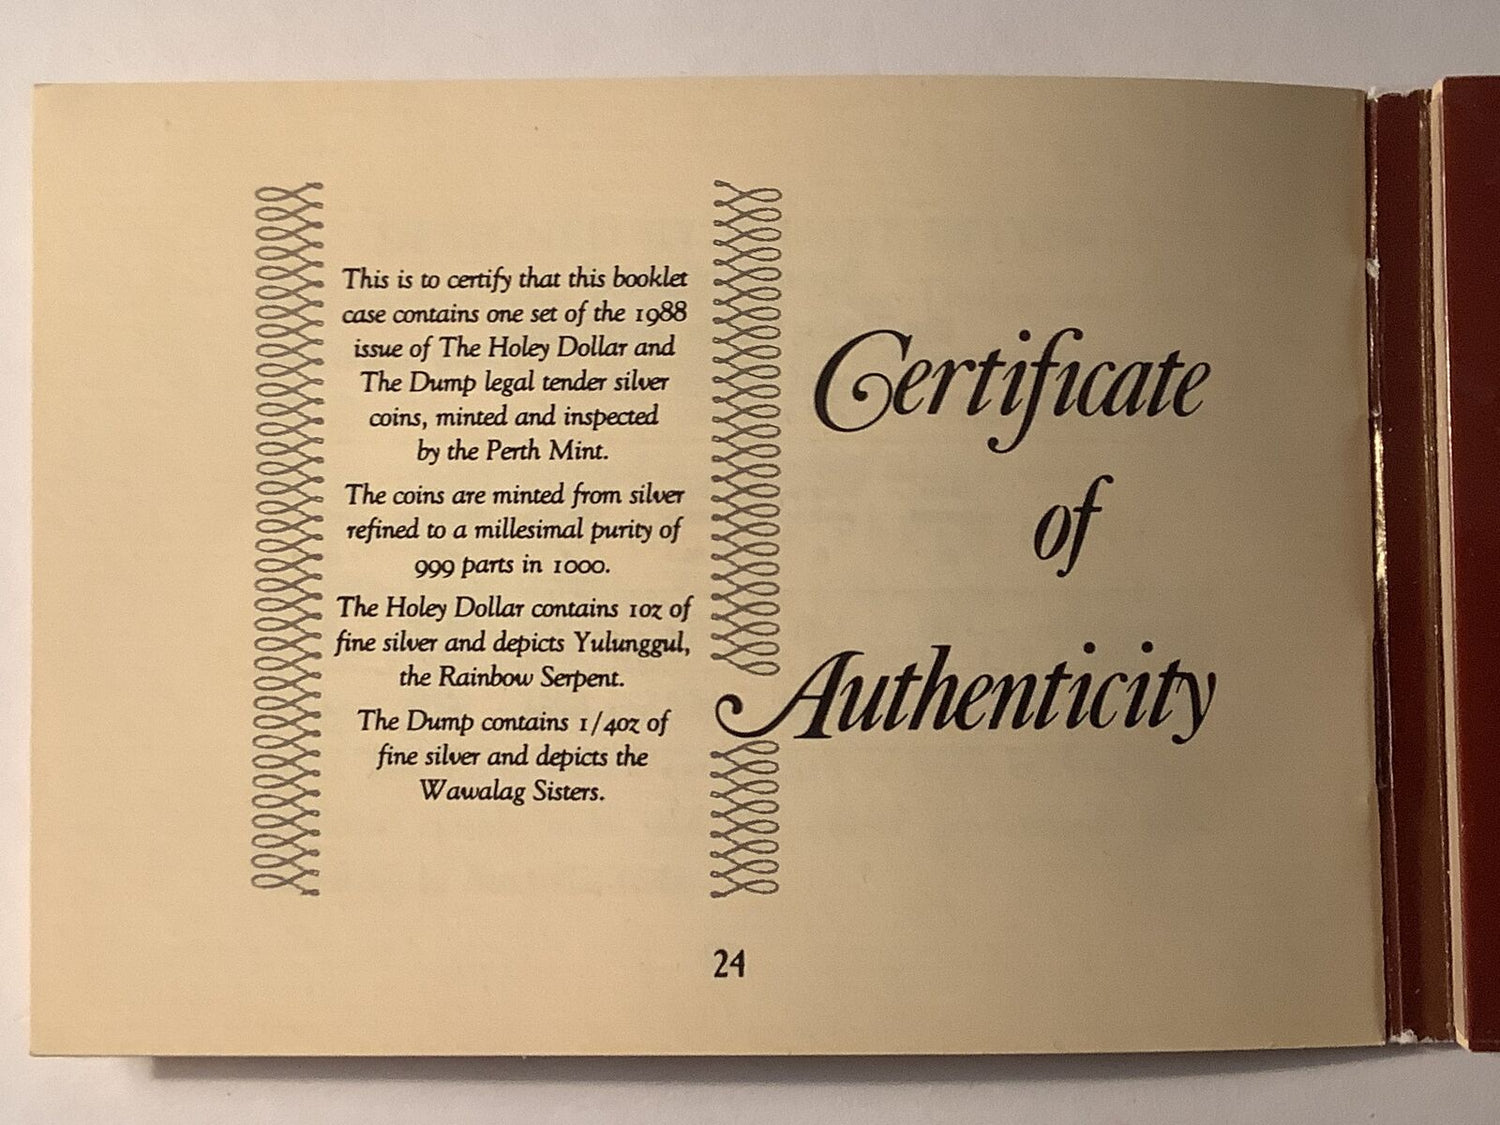 This is to certify that this booklet
case contains one set of the 1988
issue of The Holey Dollar and
The Dump legal tender silver
coins, minted and inspected
by the Perth Mint.
The coins are minted from silver
refined to a millesimal purity of
999 parts in 1000.
The Holey Dollar contains 1oz of
fine silver and depicts Yulunggul,
the Rainbow Serpent.
The Dump contains 1/4oz of
fine silver and depicts the
Wawalag Sisters.
Certificate
of
Authenticity
24